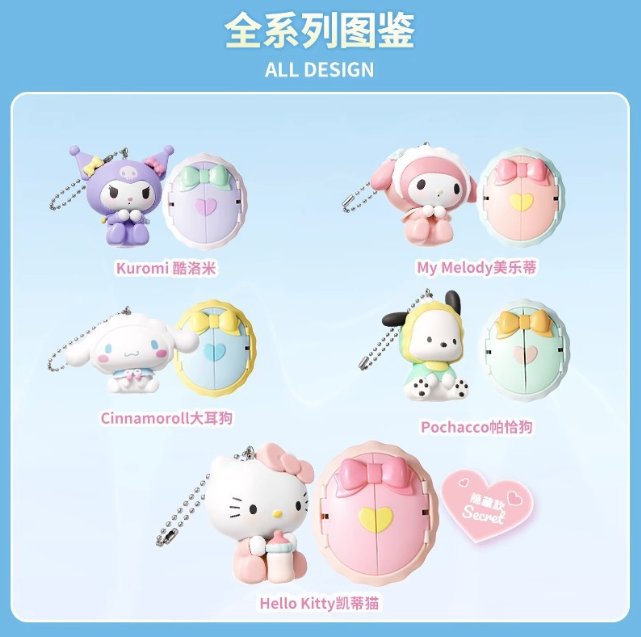 全系列图鉴
ALL DESIGN
Kuromi 酷洛米
My Melody美乐蒂
Cinnamoroll大耳狗
Pochacco帕恰狗
隐藏款
Secret
Hello Kitty凯蒂猫